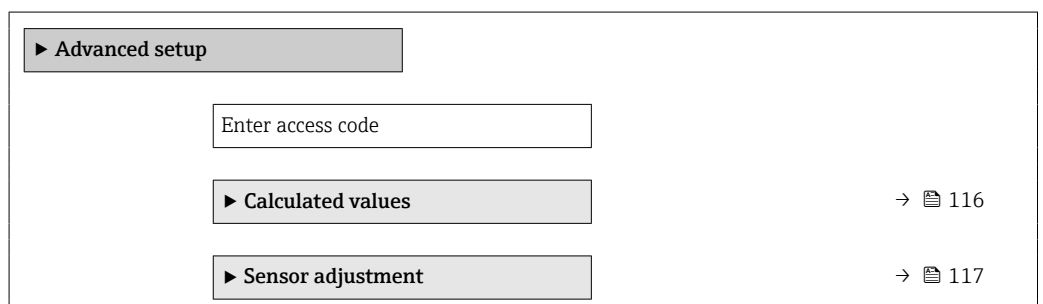 ▶ Advanced setup
Enter access code
▶ Calculated values → 116
▶ Sensor adjustment → 117